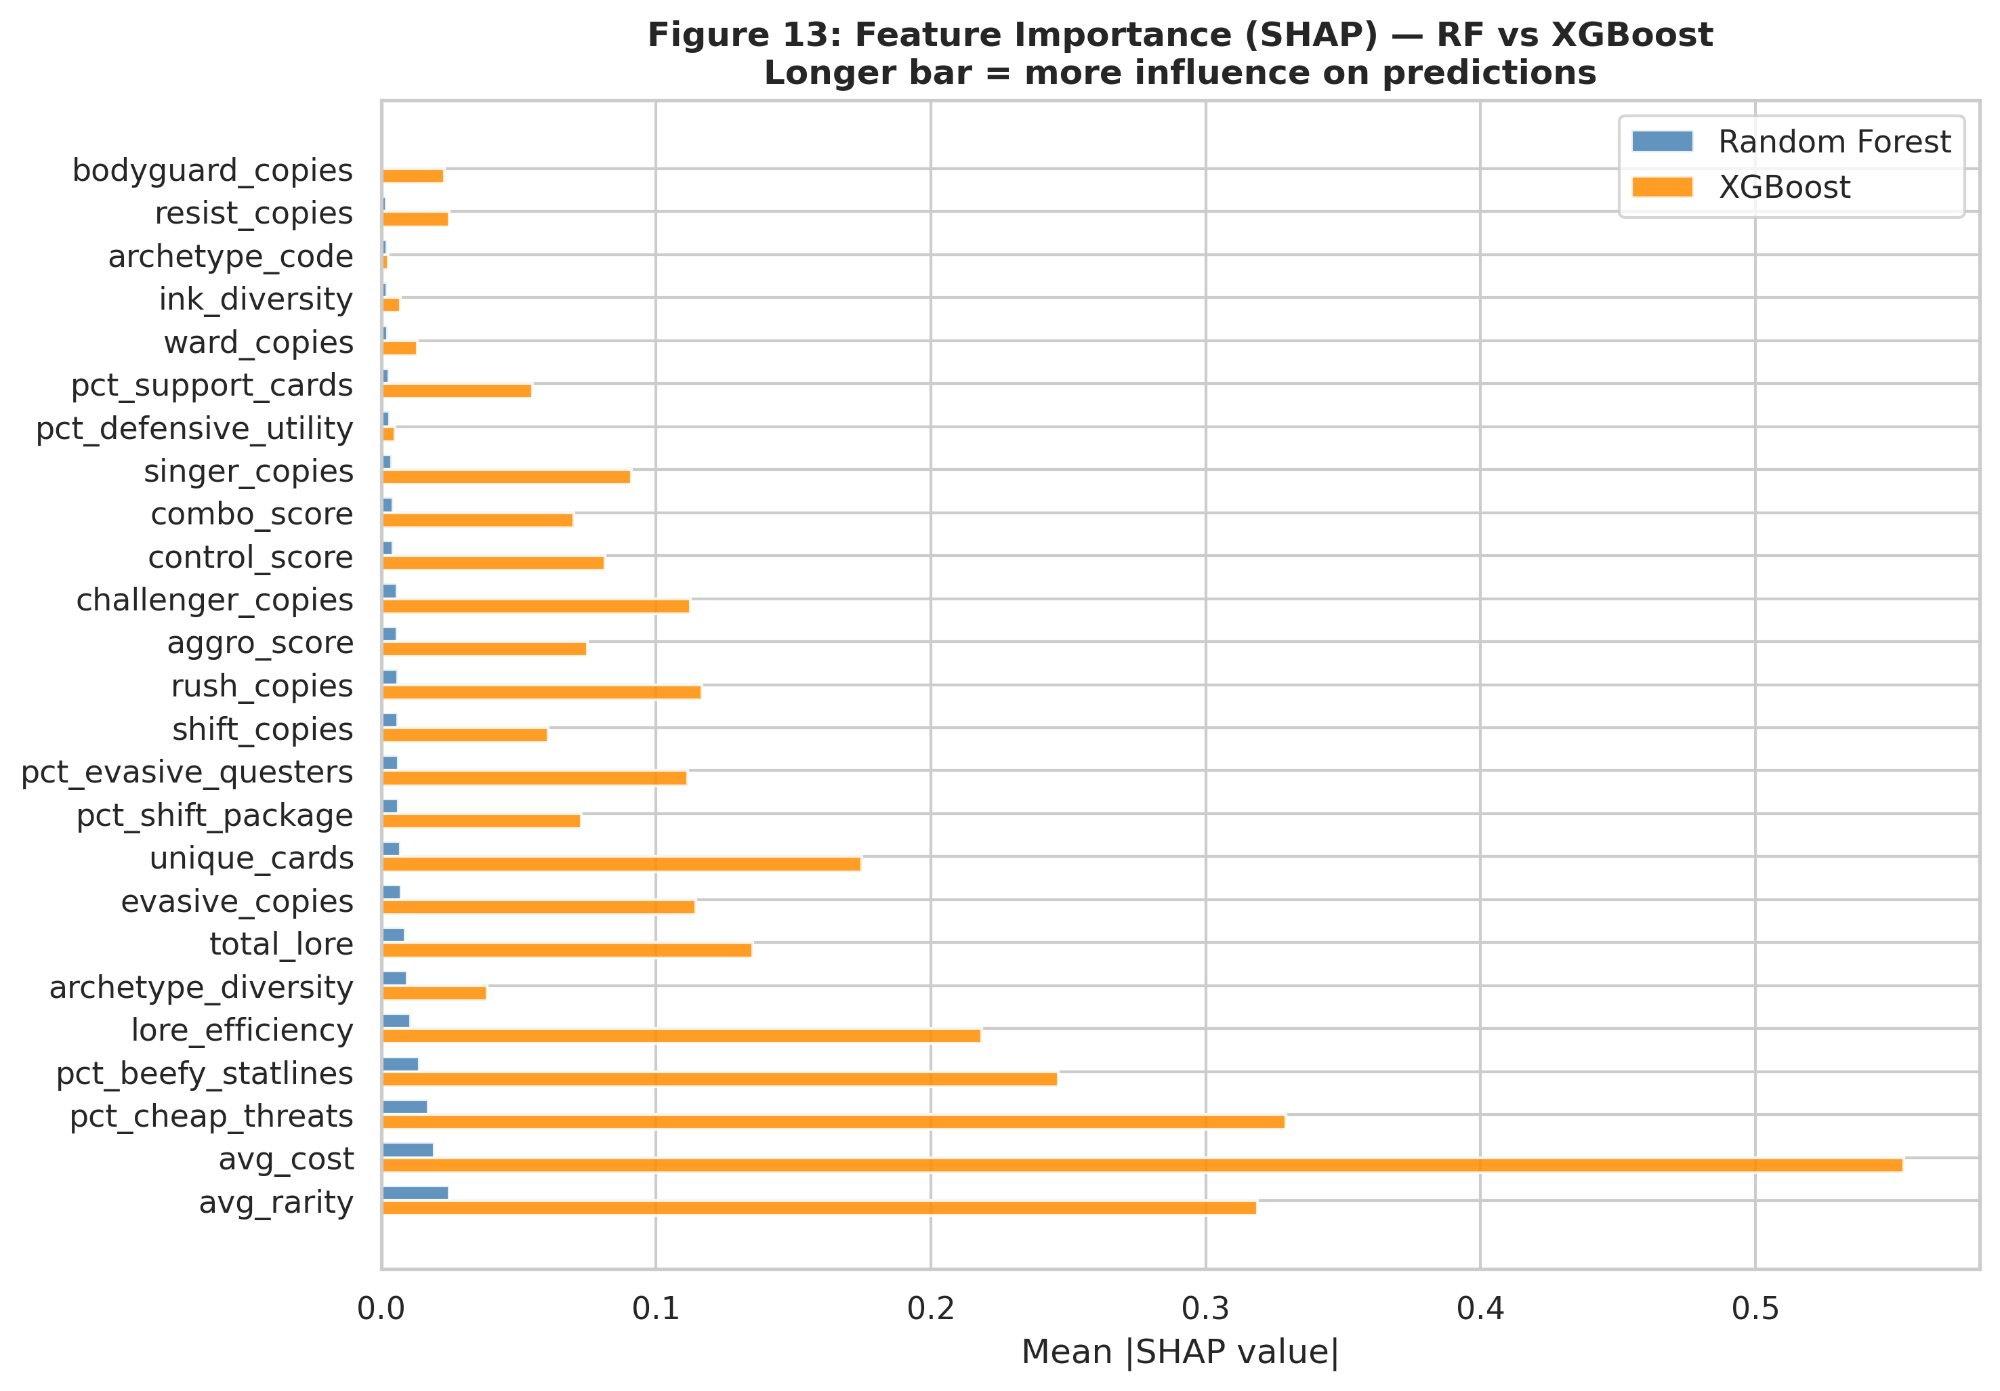 Figure 13: Feature Importance (SHAP) — RF vs XGBoost
Longer bar = more influence on predictions
Random Forest
XGBoost
bodyguard_copies
resist_copies
archetype_code
ink_diversity
ward_copies
pct_support_cards
pct_defensive_utility
singer_copies
combo_score
control_score
challenger_copies
aggro_score
rush_copies
shift_copies
pct_evasive_questers
pct_shift_package
unique_cards
evasive_copies
total_lore
archetype_diversity
lore_efficiency
pct_beefy_statlines
pct_cheap_threats
avg_cost
avg_rarity
0.0 0.1 0.2 0.3 0.4 0.5
Mean |SHAP value|